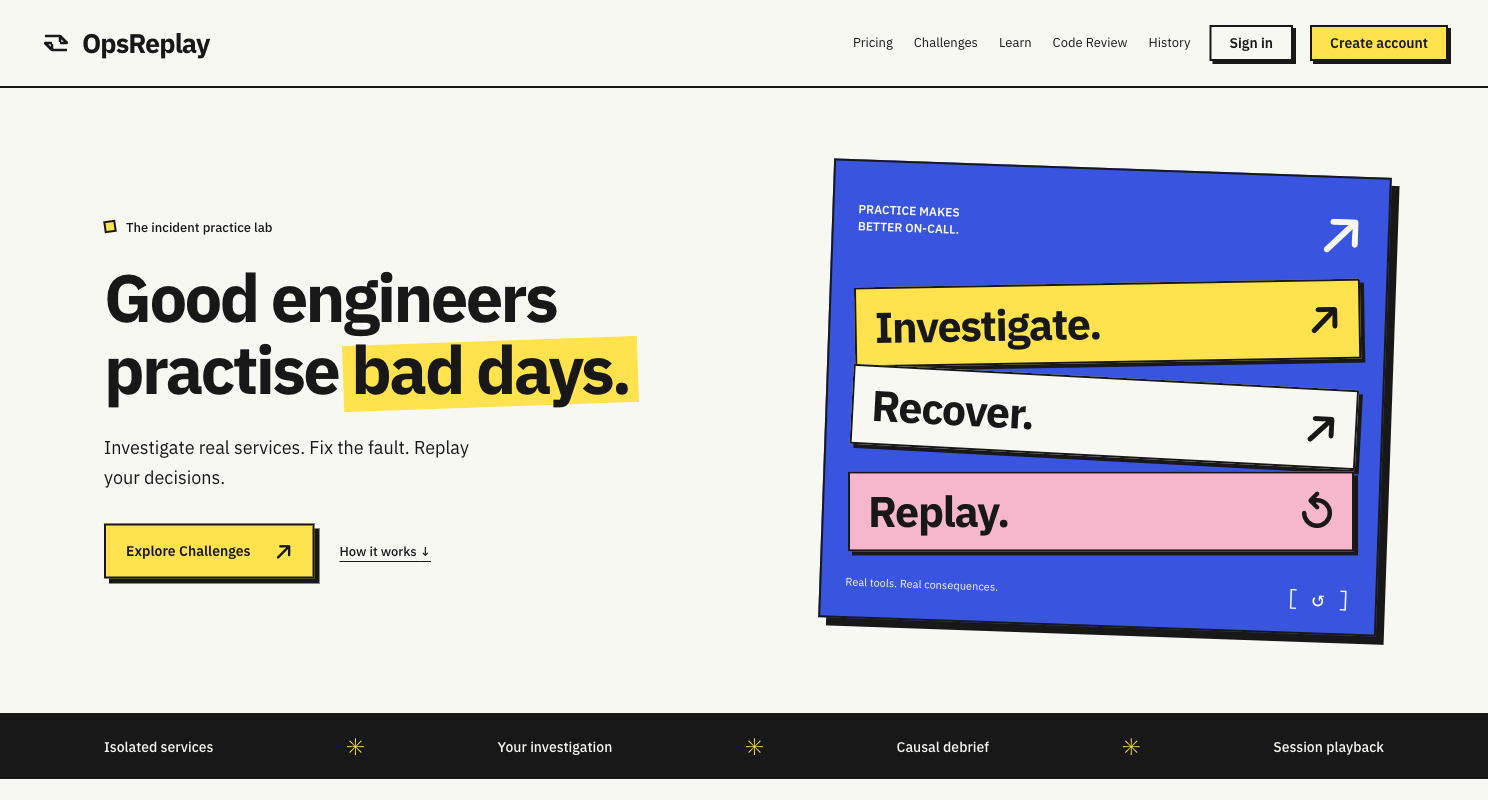 OpsReplay
Pricing Challenges Learn Code Review History Sign in Create account
The incident practice lab
Good engineers
practise bad days.
Investigate real services. Fix the fault. Replay
your decisions.
Explore Challenges How it works ↓
PRACTICE MAKES
BETTER ON-CALL.
Investigate.
Recover.
Replay.
Real tools. Real consequences.
[ ↺ ]
Isolated services Your investigation Causal debrief Session playback